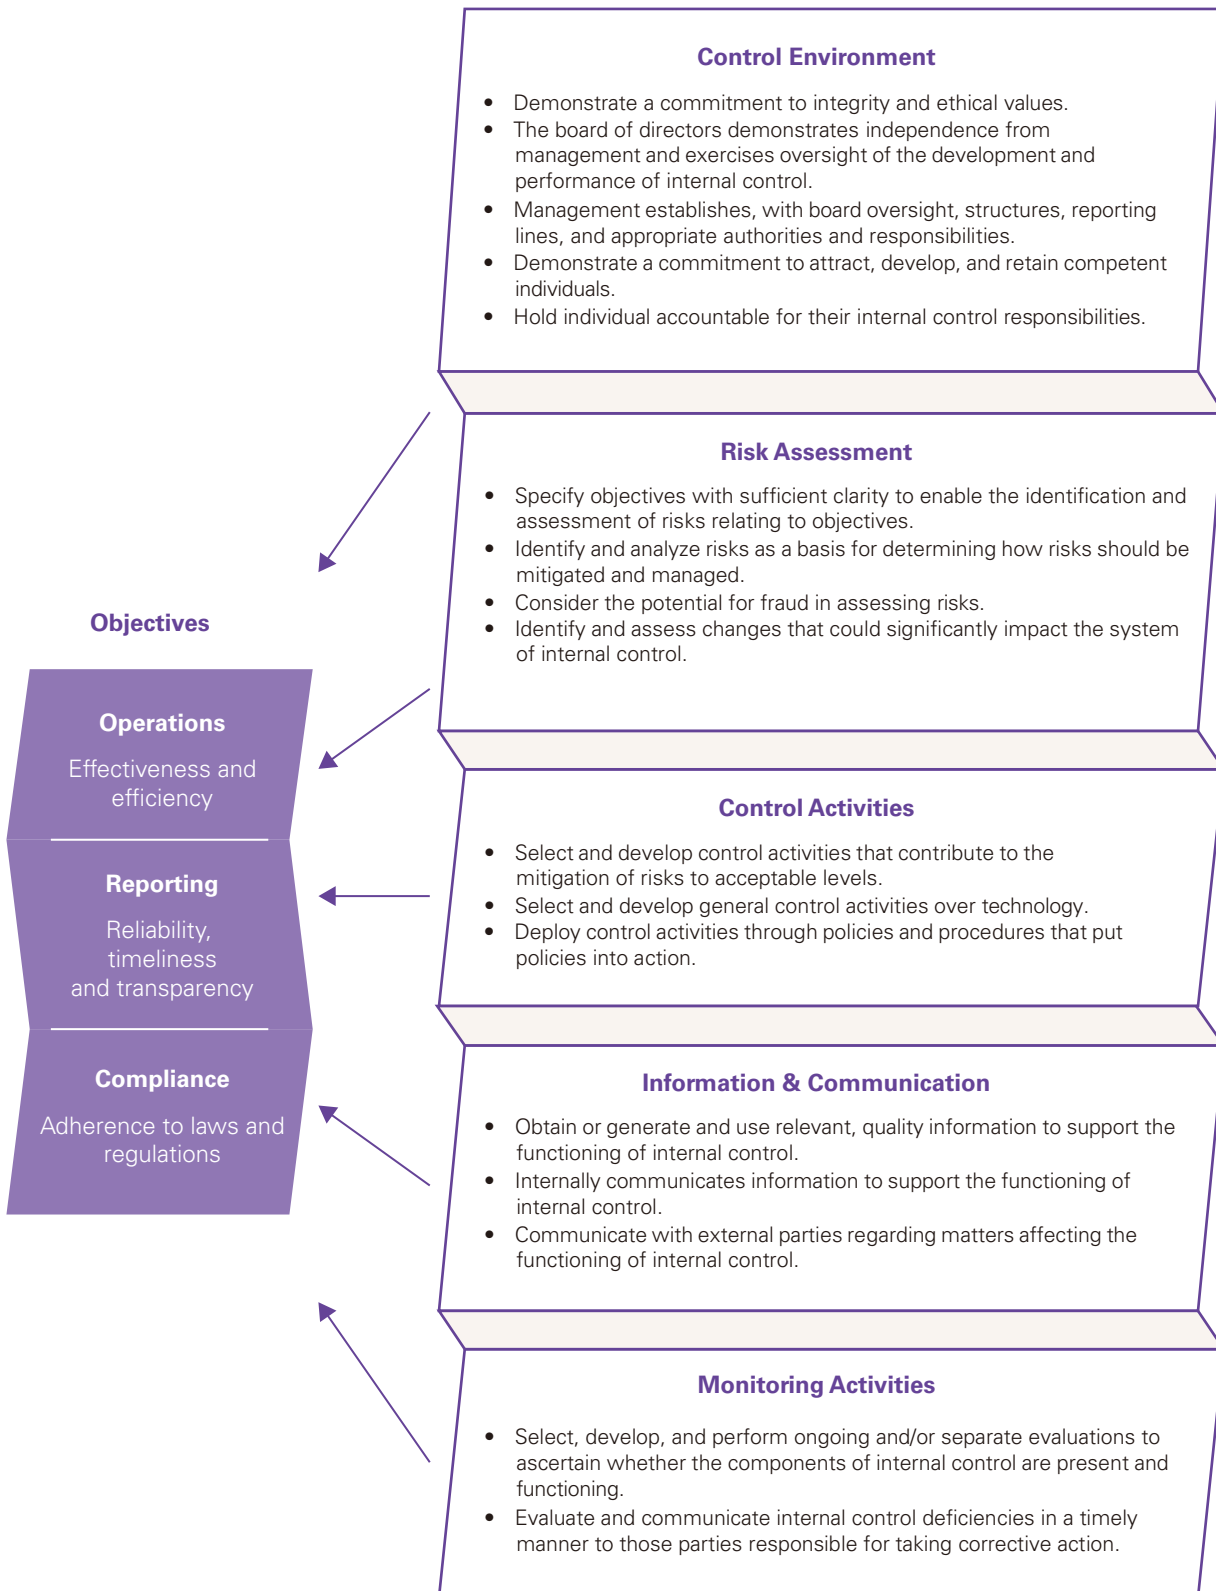 Control Environment
• Demonstrate a commitment to integrity and ethical values.
• The board of directors demonstrates independence from
management and exercises oversight of the development and
performance of internal control.
• Management establishes, with board oversight, structures, reporting
lines, and appropriate authorities and responsibilities.
• Demonstrate a commitment to attract, develop, and retain competent
individuals.
• Hold individual accountable for their internal control responsibilities.
Risk Assessment
• Specify objectives with sufficient clarity to enable the identification and
assessment of risks relating to objectives.
• Identify and analyze risks as a basis for determining how risks should be
mitigated and managed.
• Consider the potential for fraud in assessing risks.
• Identify and assess changes that could significantly impact the system
of internal control.
Objectives
Operations
Effectiveness and
efficiency
Reporting
Reliability,
timeliness
and transparency
Compliance
Adherence to laws and
regulations
Control Activities
• Select and develop control activities that contribute to the
mitigation of risks to acceptable levels.
• Select and develop general control activities over technology.
• Deploy control activities through policies and procedures that put
policies into action.
Information & Communication
• Obtain or generate and use relevant, quality information to support the
functioning of internal control.
• Internally communicates information to support the functioning of
internal control.
• Communicate with external parties regarding matters affecting the
functioning of internal control.
Monitoring Activities
• Select, develop, and perform ongoing and/or separate evaluations to
ascertain whether the components of internal control are present and
functioning.
• Evaluate and communicate internal control deficiencies in a timely
manner to those parties responsible for taking corrective action.